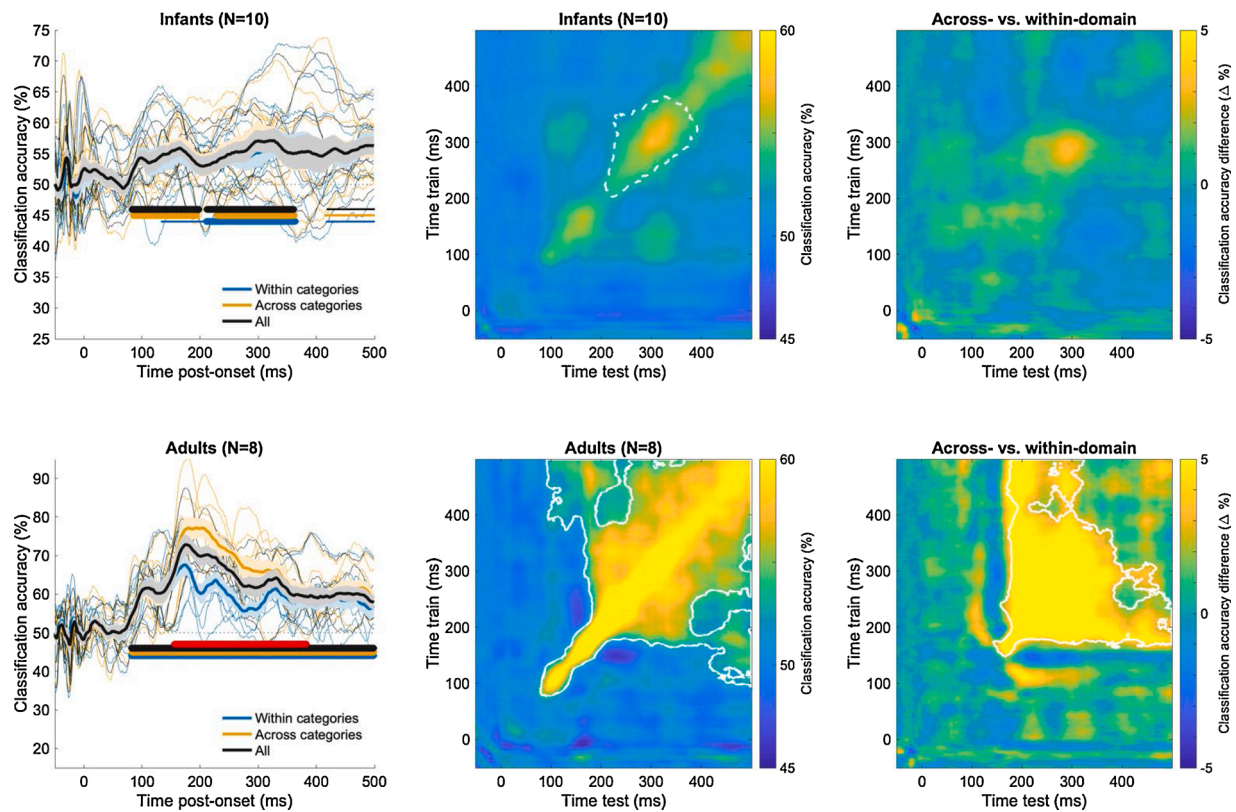 Infants (N=10)
Classification accuracy (%)
75
70
65
60
55
50
45
40
35
30
25
Within categories
Across categories
All
0
100
200
300
400
500
Time post-onset (ms)
Infants (N=10)
Time train (ms)
400
300
200
100
0
0
100
200
300
400
Time test (ms)
60
50
45
Classification accuracy (%)
Across- vs. within-domain
Time train (ms)
400
300
200
100
0
0
100
200
300
400
Time test (ms)
5
0
-5
Classification accuracy difference (Δ %)
Adults (N=8)
Classification accuracy (%)
90
80
70
60
50
40
30
20
Within categories
Across categories
All
0
100
200
300
400
500
Time post-onset (ms)
Adults (N=8)
Time train (ms)
400
300
200
100
0
0
100
200
300
400
Time test (ms)
60
50
45
Classification accuracy (%)
Across- vs. within-domain
Time train (ms)
400
300
200
100
0
0
100
200
300
400
Time test (ms)
5
0
-5
Classification accuracy difference (Δ %)